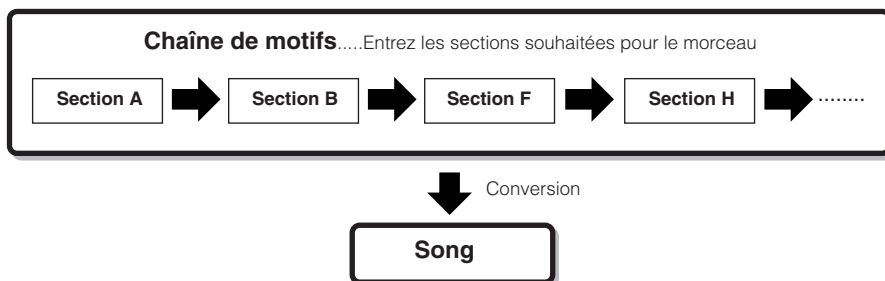 Chaîne de motifs.....Entrez les sections souhaitées pour le morceau
Section A
Section B
Section F
Section H
........
Conversion
Song